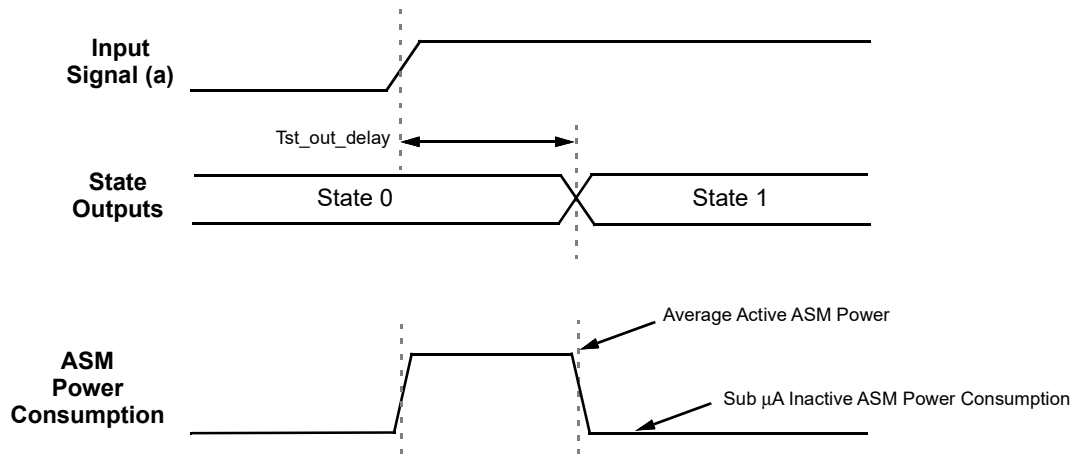 Input
Signal (a)
Tst_out_delay
State
Outputs
State 0
State 1
Average Active ASM Power
ASM
Power
Consumption
Sub μA Inactive ASM Power Consumption